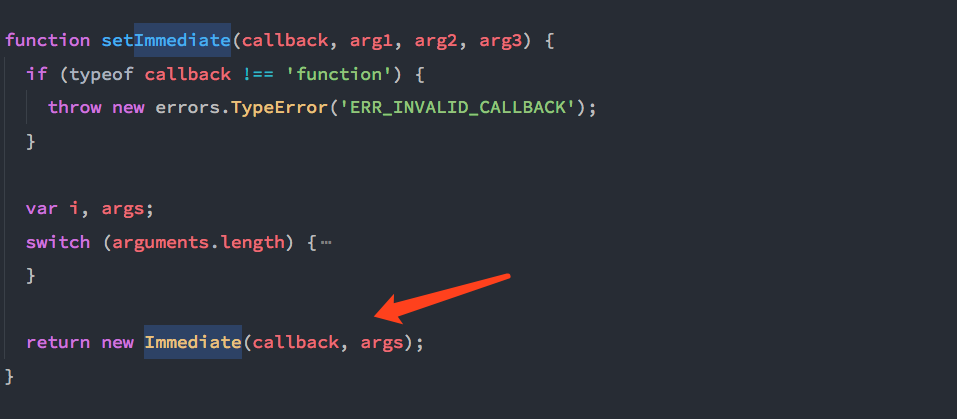 function setImmediate(callback, arg1, arg2, arg3) {
  if (typeof callback !== 'function') {
    throw new errors.TypeError('ERR_INVALID_CALLBACK');
  }
  var i, args;
  switch (arguments.length) {⋯
  }
  return new Immediate(callback, args);
}